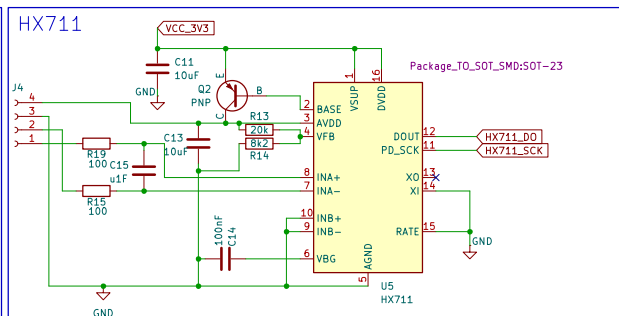 HX711
VCC_3V3
C11
10uF
GND
E
Q2
PNP
B
C
Package_TO_SOT_SMD:SOT-23
J4
4
3
2
1
R19
100
C15
u1F
R15
100
C13
10uF
R13
20k
8k2
R14
100nF
C14
GND
1
VSUP
16
DVDD
2
BASE
3
AVDD
4
VFB
8
INA+
7
INA-
10
INB+
9
INB-
6
VBG
5
AGND
DOUT
12
HX711_DO
PD_SCK
11
HX711_SCK
XO
13
XI
14
RATE
15
GND
U5
HX711